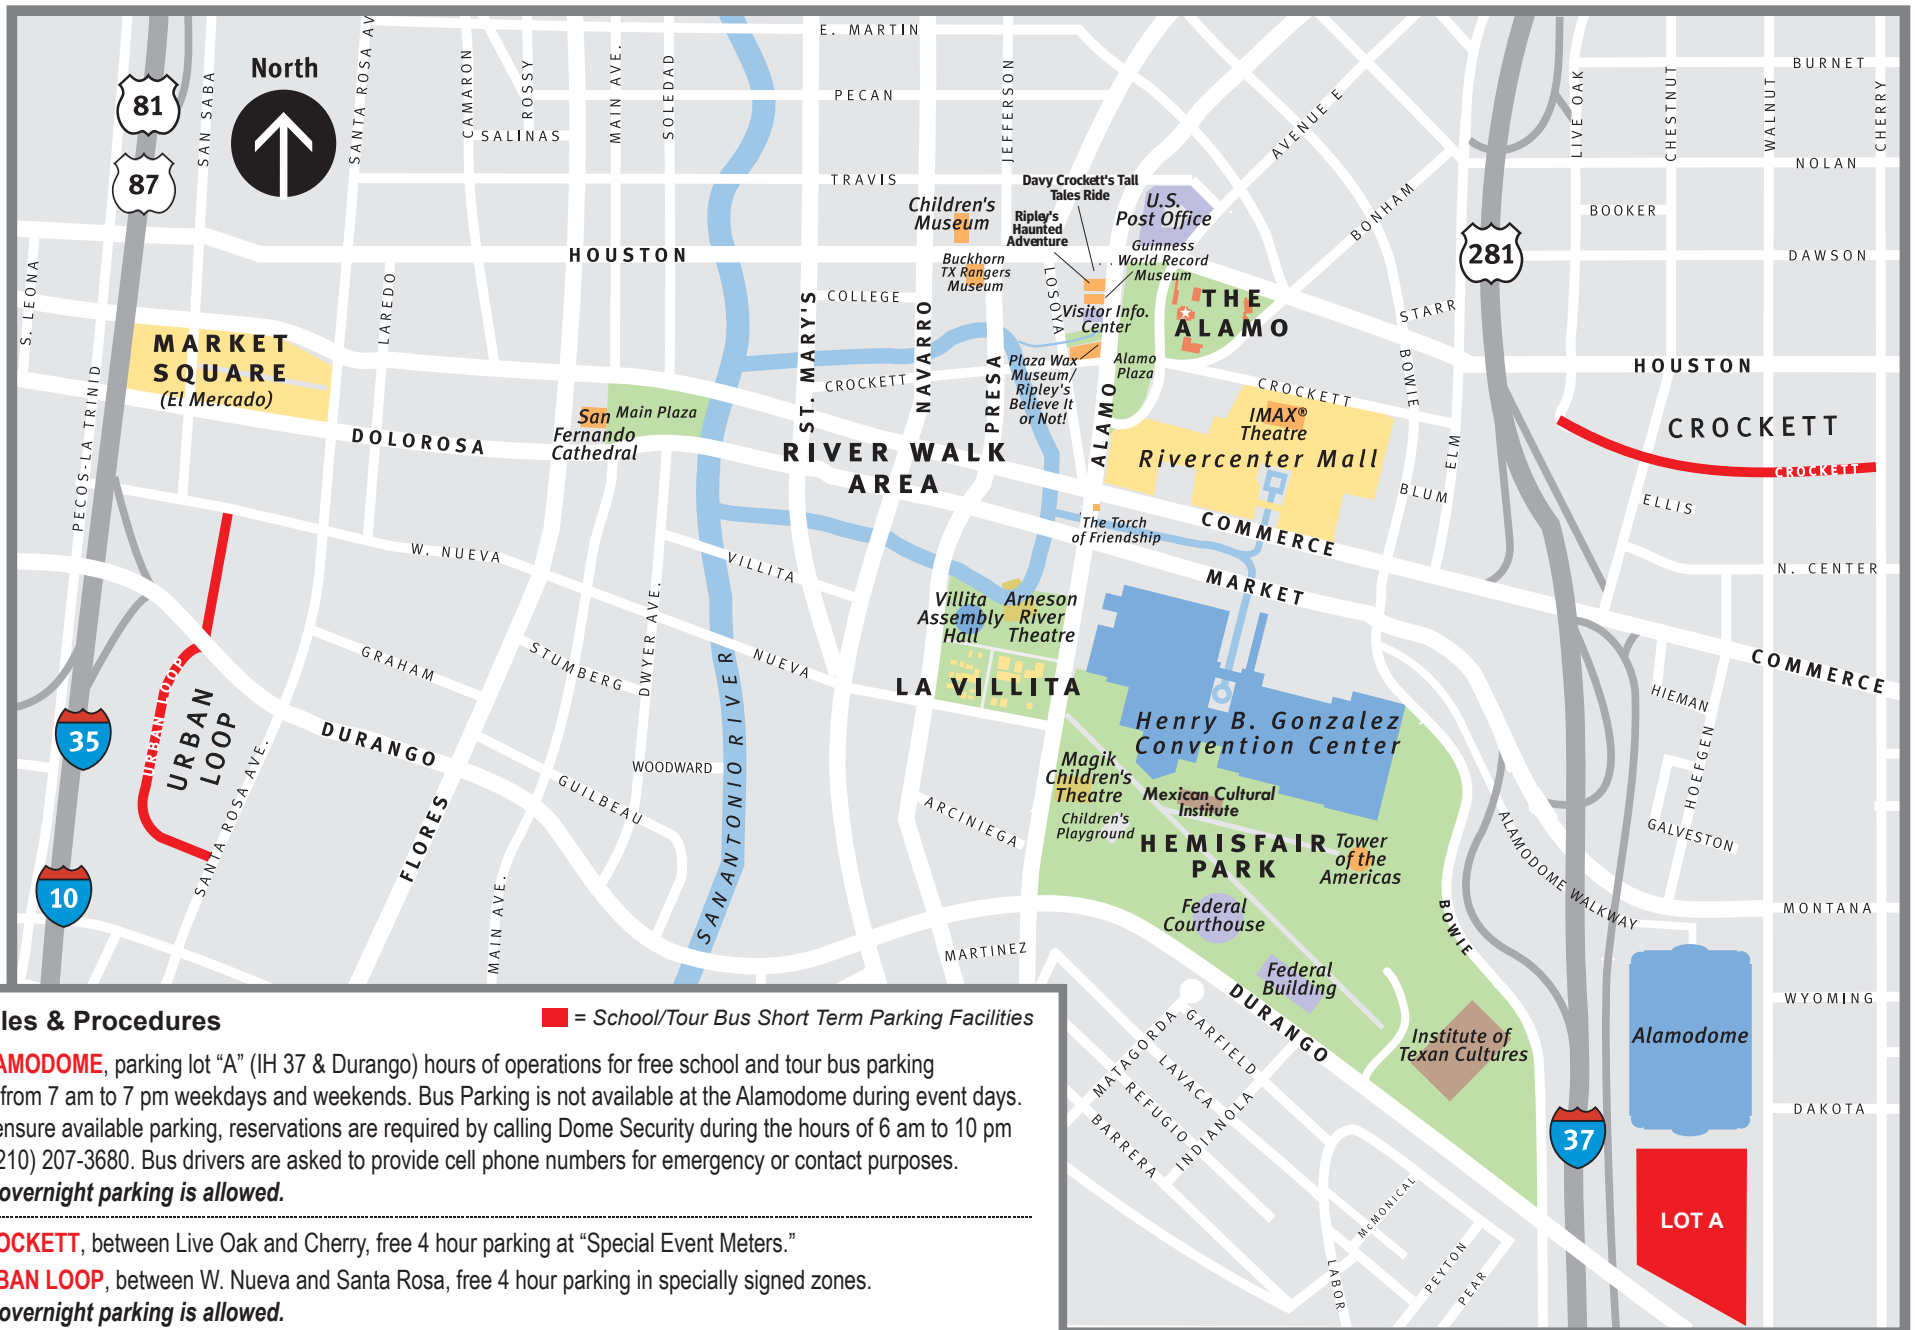 E. MARTIN
BURNET
North
81
87
SAN SABA
SANTA ROSA AV
CAMARON
ROSSY
MAIN AVE.
SOLEDAD
PECAN
SALINAS
JEFFERSON
AVENUE E
LIVE OAK
CHESTNUT
WALNUT
CHERRY
NOLAN
TRAVIS
Davy Crockett's Tall
Tales Ride
U.S.
Post Office
Children's
Museum
Ripley's
Haunted
Adventure
BONHAM
BOOKER
HOUSTON
Guinness
World Record
Museum
281
DAWSON
Buckhorn
TX Rangers
Museum
S. LEONA
LAREDO
COLLEGE
ST. MARY'S
NAVARRO
PRESA
LOSOYA
Visitor Info.
Center
THE
ALAMO
STARR
MARKET
SQUARE
(El Mercado)
Plaza Wax
Museum/
Ripley's
Believe It
or Not!
Alamo
Plaza
BOWIE
HOUSTON
CROCKETT
CROCKETT
PECOS-LA TRINID
San
Fernando
Cathedral
Main Plaza
ALAMO
IMAX®
Theatre
CROCKETT
DOLOROSA
RIVER WALK
AREA
Rivercenter Mall
ELM
CROCKETT
BLUM
ELLIS
The Torch
of Friendship
COMMERCE
W. NUEVA
VILLITA
MARKET
N. CENTER
Villita
Assembly
Hall
Arneson
River
Theatre
DWYER AVE.
GRAHAM
STUMBERG
NUEVA
COMMERCE
LA VILLITA
HIEMAN
URBAN LOOP
URBAN
LOOP
35
DURANGO
Henry B. Gonzalez
Convention Center
HOEFGEN
WOODWARD
Magik
Children's
Theatre
Mexican Cultural
Institute
SANTA ROSA AVE.
GUILBEAU
ARCINIEGA
Children's
Playground
GALVESTON
FLORES
HEMISFAIR
PARK
Tower
of the
Americas
ALAMODOME WALKWAY
10
SAN ANTONIO RIVER
MAIN AVE.
Federal
Courthouse
BOWIE
MONTANA
MARTINEZ
Federal
Building
WYOMING
DURANGO
MATAGORDA
GARFIELD
LAVACA
REFUGIO
BARRERA
INDIANOLA
Institute of
Texan Cultures
Alamodome
DAKOTA
37
McMONICAL
LOT A
LABOR
PEYTON
PEAR
les & Procedures
= School/Tour Bus Short Term Parking Facilities
AMODOME, parking lot “A” (IH 37 & Durango) hours of operations for free school and tour bus parking
from 7 am to 7 pm weekdays and weekends. Bus Parking is not available at the Alamodome during event days.
ensure available parking, reservations are required by calling Dome Security during the hours of 6 am to 10 pm
210) 207-3680. Bus drivers are asked to provide cell phone numbers for emergency or contact purposes.
overnight parking is allowed.
OCKETT, between Live Oak and Cherry, free 4 hour parking at “Special Event Meters.”
BAN LOOP, between W. Nueva and Santa Rosa, free 4 hour parking in specially signed zones.
overnight parking is allowed.